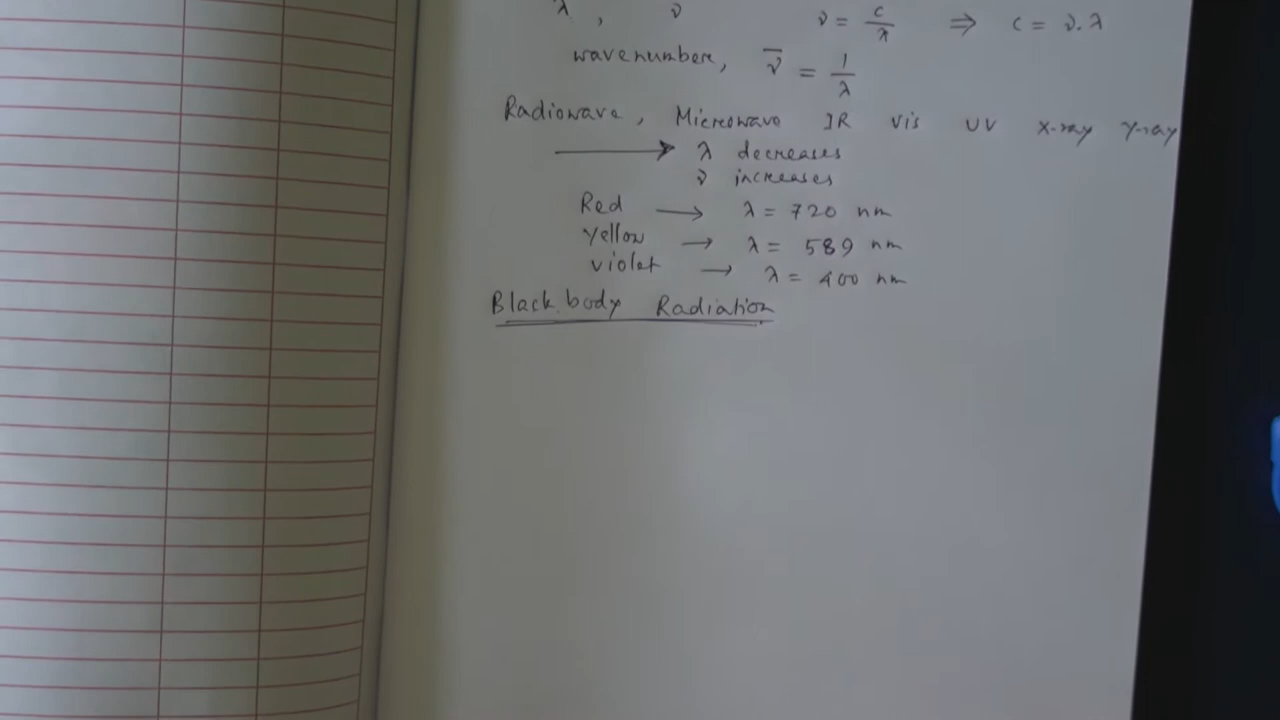 λ , ν ν = c/λ ⇒ c = ν.λ
wavenumber, ν̅ = 1/λ
Radiowave, Microwave IR Vis UV X-ray γ-ray
→ λ decreases
ν increases
Red → λ = 720 nm
Yellow → λ = 589 nm
violet → λ = 400 nm
Black body Radiation